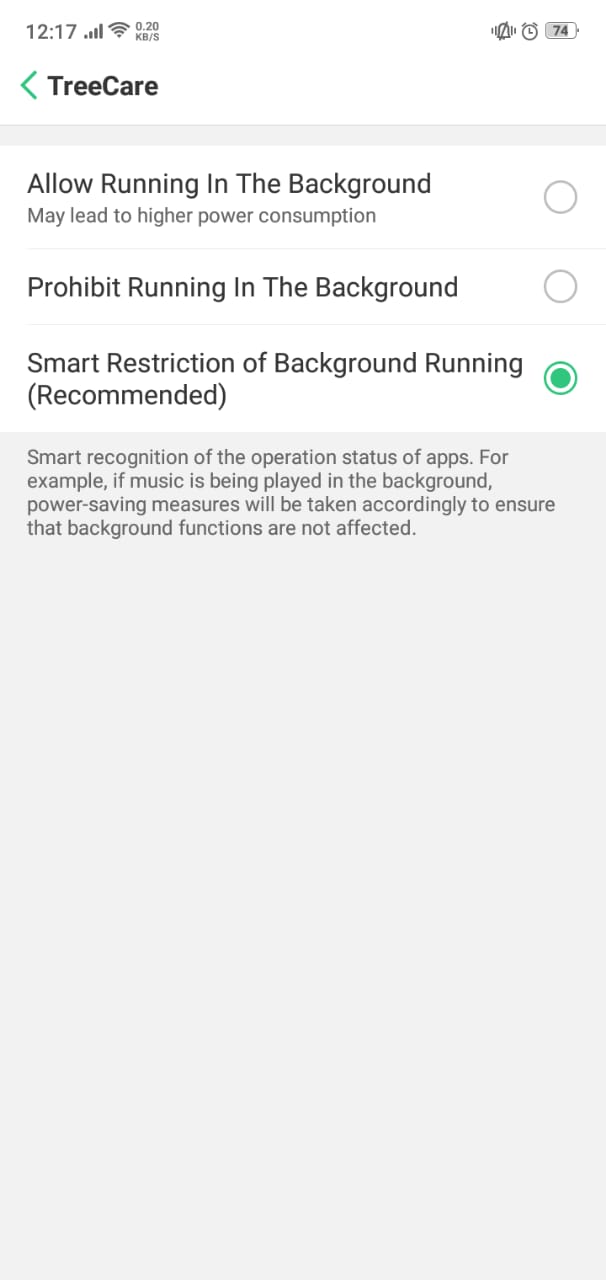 12:17 0.20 KB/S 74
TreeCare
Allow Running In The Background
May lead to higher power consumption
Prohibit Running In The Background
Smart Restriction of Background Running
(Recommended)
Smart recognition of the operation status of apps. For
example, if music is being played in the background,
power-saving measures will be taken accordingly to ensure
that background functions are not affected.